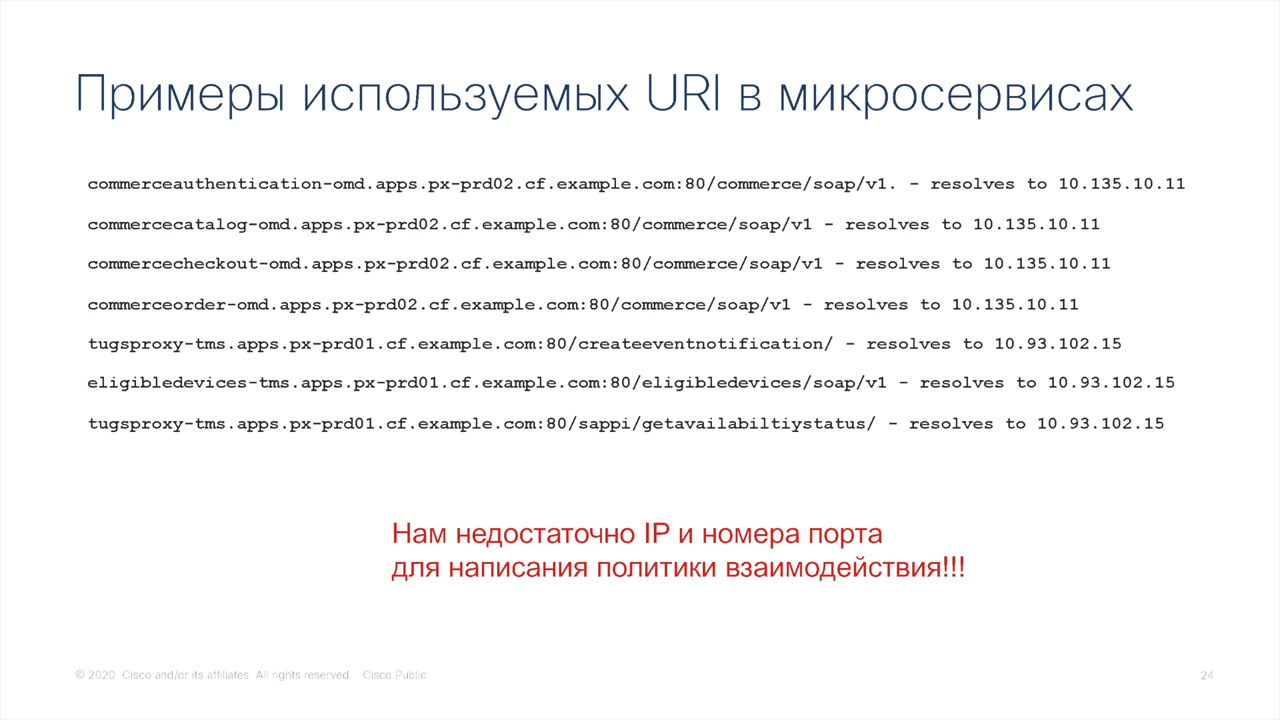 Примеры используемых URI в микросервисах
commerceauthentication-omd.apps.px-prd02.cf.example.com:80/commerce/soap/v1. - resolves to 10.135.10.11
commercecatalog-omd.apps.px-prd02.cf.example.com:80/commerce/soap/v1 - resolves to 10.135.10.11
commercecheckout-omd.apps.px-prd02.cf.example.com:80/commerce/soap/v1 - resolves to 10.135.10.11
commerceorder-omd.apps.px-prd02.cf.example.com:80/commerce/soap/v1 - resolves to 10.135.10.11
tugsproxy-tms.apps.px-prd01.cf.example.com:80/createeventnotification/ - resolves to 10.93.102.15
eligibledevices-tms.apps.px-prd01.cf.example.com:80/eligibledevices/soap/v1 - resolves to 10.93.102.15
tugsproxy-tms.apps.px-prd01.cf.example.com:80/sappi/getavailabiltiystatus/ - resolves to 10.93.102.15
Нам недостаточно IP и номера порта
для написания политики взаимодействия!!!
© 2020 Cisco and/or its affiliates. All rights reserved. Cisco Public
24